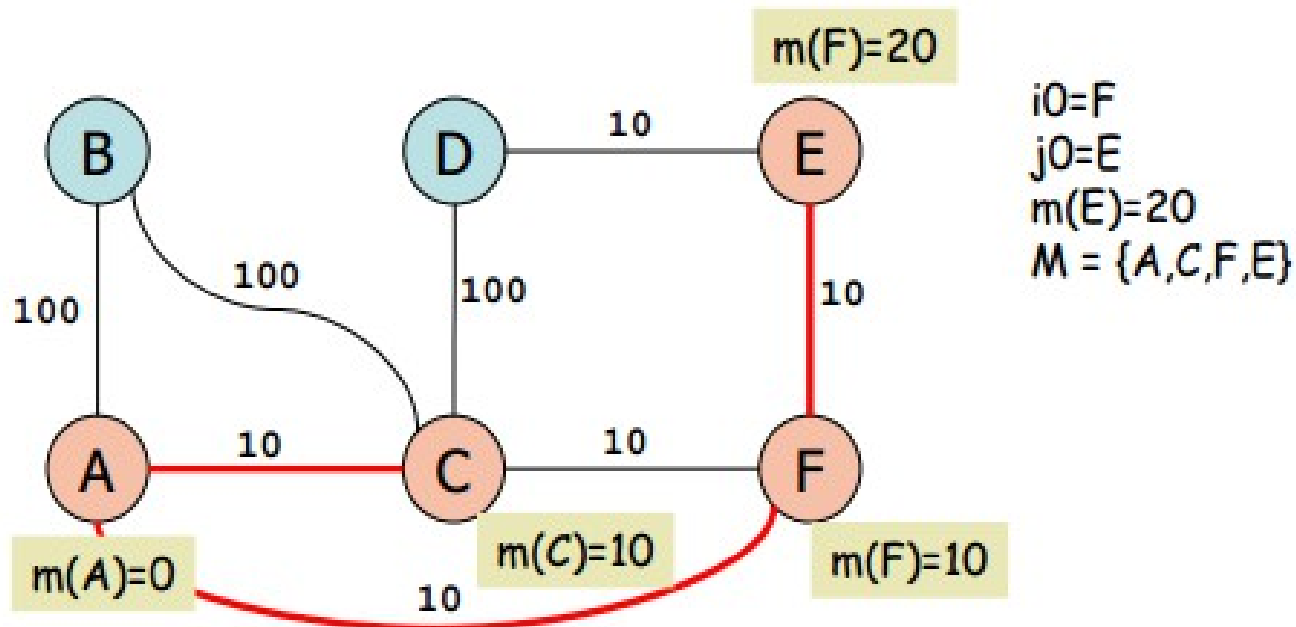 m(F)=20
i0=F
j0=E
m(E)=20
M = {A,C,F,E}
B
D
10
E
100
100
100
10
A
10
C
10
F
m(A)=0
m(C)=10
m(F)=10
10